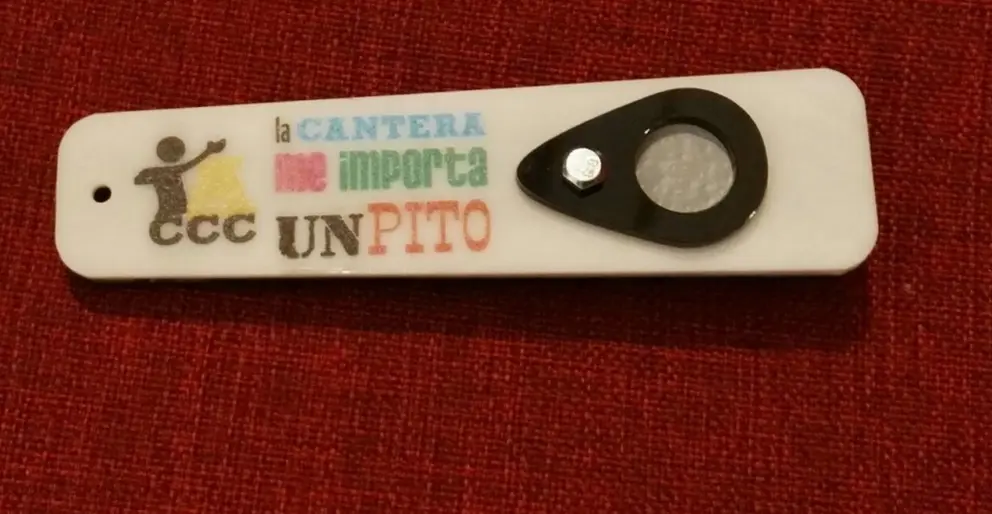 CCC
la CANTERA
me importa
UN PITO